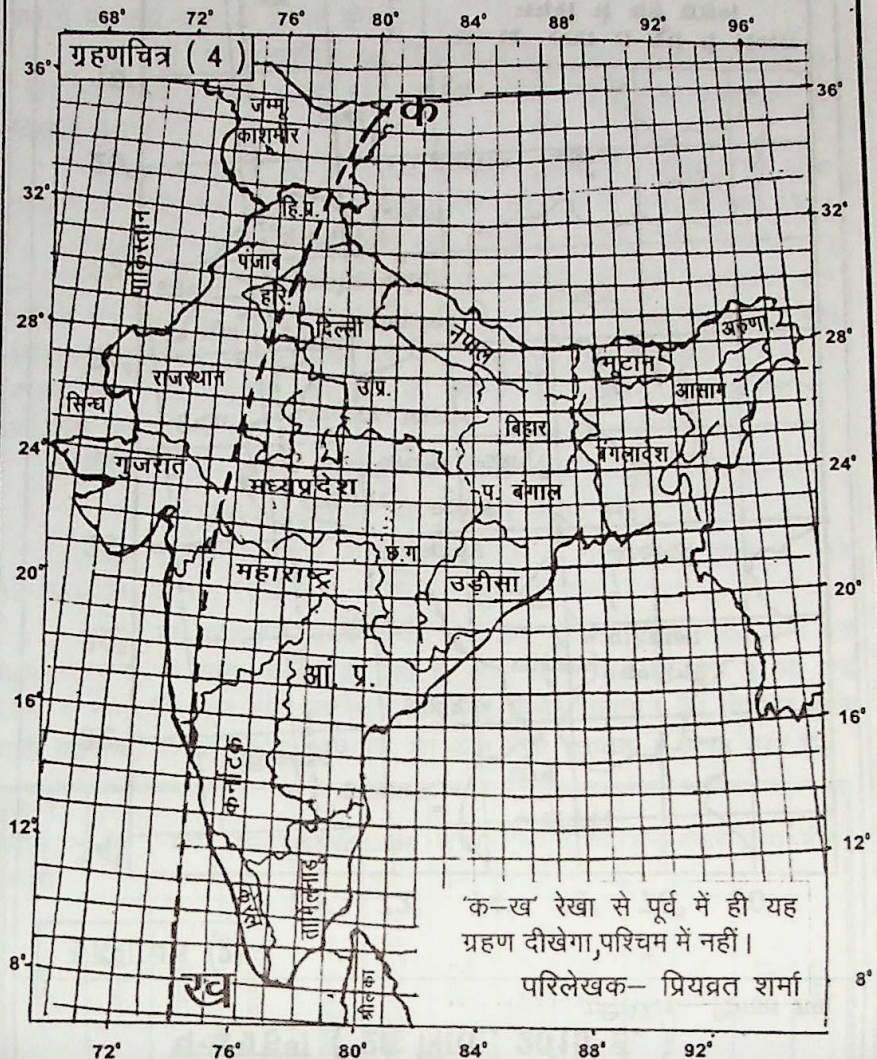 68° 72° 76° 80° 84° 88° 92° 96°
ग्रहणचित्र ( 4 )
36° 36°
क
जम्मू
काश्मीर
32° 32°
हि.प्र.
पाकिस्तान
पंजाब
हरि.
28° 28°
दिल्ली
नेपाल
भूटान
अरुणा.
राजस्थान
उ.प्र.
आसाम
सिन्ध
बिहार
बंगलादेश
24° 24°
गुजरात
मध्यप्रदेश
प. बंगाल
छ.ग.
20° 20°
महाराष्ट्र
उड़ीसा
आं. प्र.
16° 16°
कर्नाटक
12° 12°
केरल
तामिलनाडु
'क–ख' रेखा से पूर्व में ही यह
ग्रहण दीखेगा,पश्चिम में नहीं।
परिलेखक– प्रियव्रत शर्मा
8° 8°
ख
श्रीलंका
72° 76° 80° 84° 88° 92°